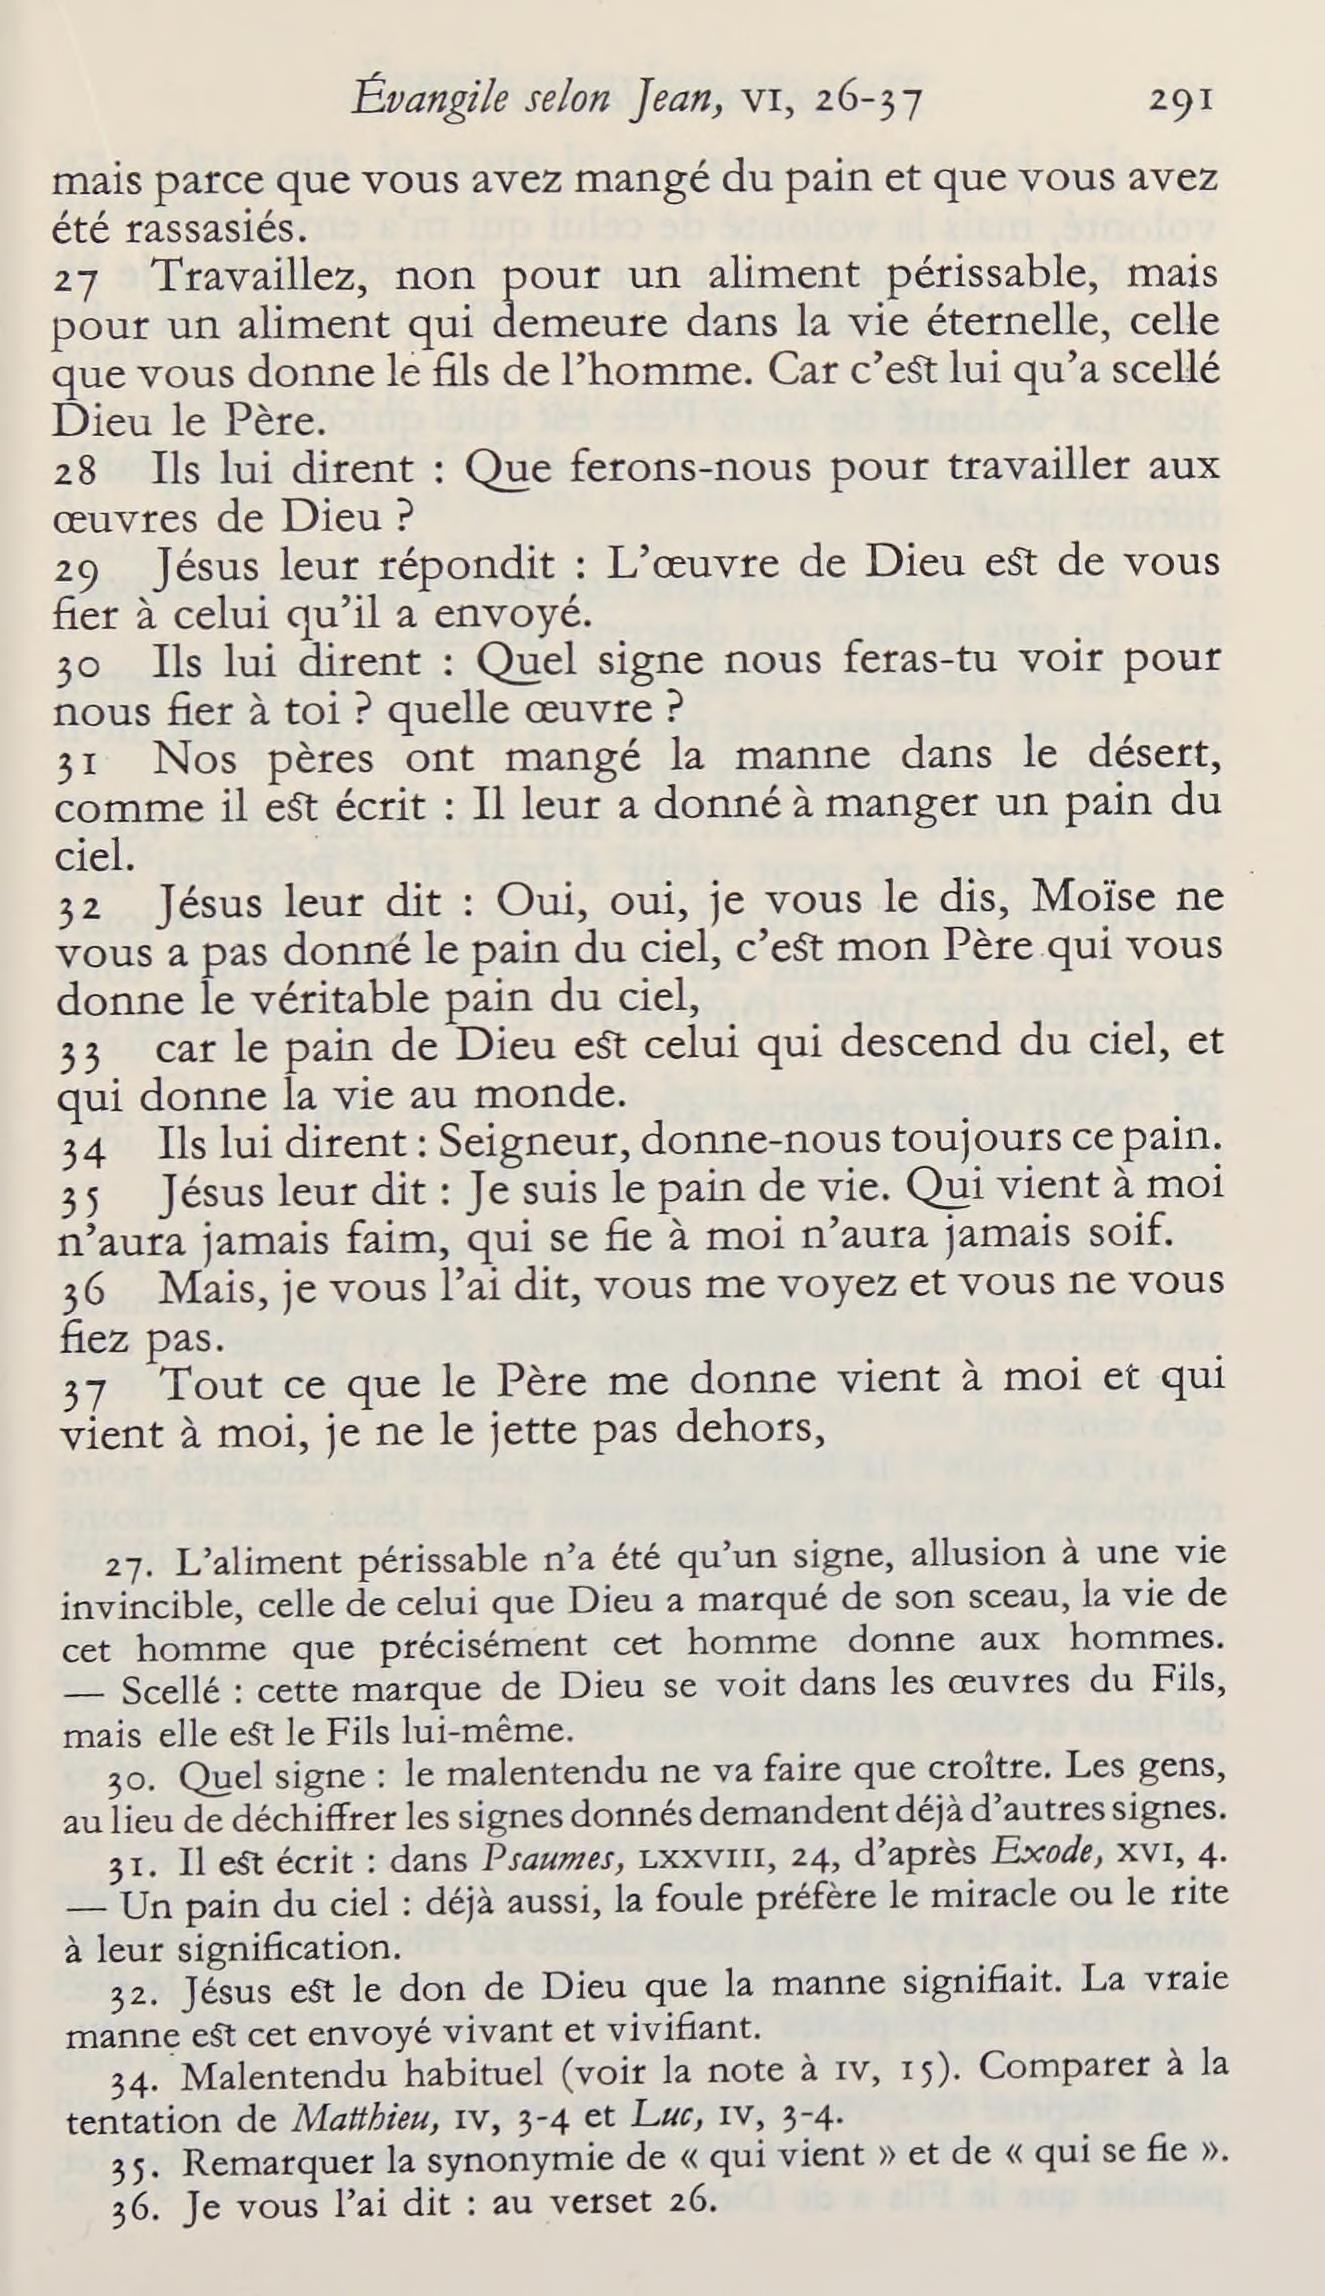 Évangile selon Jean, VI, 26-37 291
mais parce que vous avez mangé du pain et que vous avez
été rassasiés.
27 Travaillez, non pour un aliment périssable, mais
pour un aliment qui demeure dans la vie éternelle, celle
que vous donne le fils de l’homme. Car c’est lui qu’a scellé
Dieu le Père.
28 Ils lui dirent : Que ferons-nous pour travailler aux
œuvres de Dieu ?
29 Jésus leur répondit : L’œuvre de Dieu est de vous
fier à celui qu’il a envoyé.
30 Ils lui dirent : Quel signe nous feras-tu voir pour
nous fier à toi ? quelle œuvre ?
31 Nos pères ont mangé la manne dans le désert,
comme il est écrit : Il leur a donné à manger un pain du
ciel.
32 Jésus leur dit : Oui, oui, je vous le dis, Moïse ne
vous a pas donné le pain du ciel, c’est mon Père qui vous
donne le véritable pain du ciel,
33 car le pain de Dieu est celui qui descend du ciel, et
qui donne la vie au monde.
34 Ils lui dirent : Seigneur, donne-nous toujours ce pain.
35 Jésus leur dit : Je suis le pain de vie. Qui vient à moi
n’aura jamais faim, qui se fie à moi n’aura jamais soif.
36 Mais, je vous l’ai dit, vous me voyez et vous ne vous
fiez pas.
37 Tout ce que le Père me donne vient à moi et qui
vient à moi, je ne le jette pas dehors,
27. L’aliment périssable n’a été qu’un signe, allusion à une vie
invincible, celle de celui que Dieu a marqué de son sceau, la vie de
cet homme que précisément cet homme donne aux hommes.
— Scellé : cette marque de Dieu se voit dans les œuvres du Fils,
mais elle est le Fils lui-même.
30. Quel signe : le malentendu ne va faire que croître. Les gens,
au lieu de déchiffrer les signes donnés demandent déjà d’autres signes.
31. Il est écrit : dans Psaumes, LXXVIII, 24, d’après Exode, XVI, 4.
— Un pain du ciel : déjà aussi, la foule préfère le miracle ou le rite
à leur signification.
32. Jésus est le don de Dieu que la manne signifiait. La vraie
manne est cet envoyé vivant et vivifiant.
34. Malentendu habituel (voir la note à IV, 15). Comparer à la
tentation de Matthieu, IV, 3-4 et Luc, IV, 3-4.
35. Remarquer la synonymie de « qui vient » et de « qui se fie ».
36. Je vous l’ai dit : au verset 26.